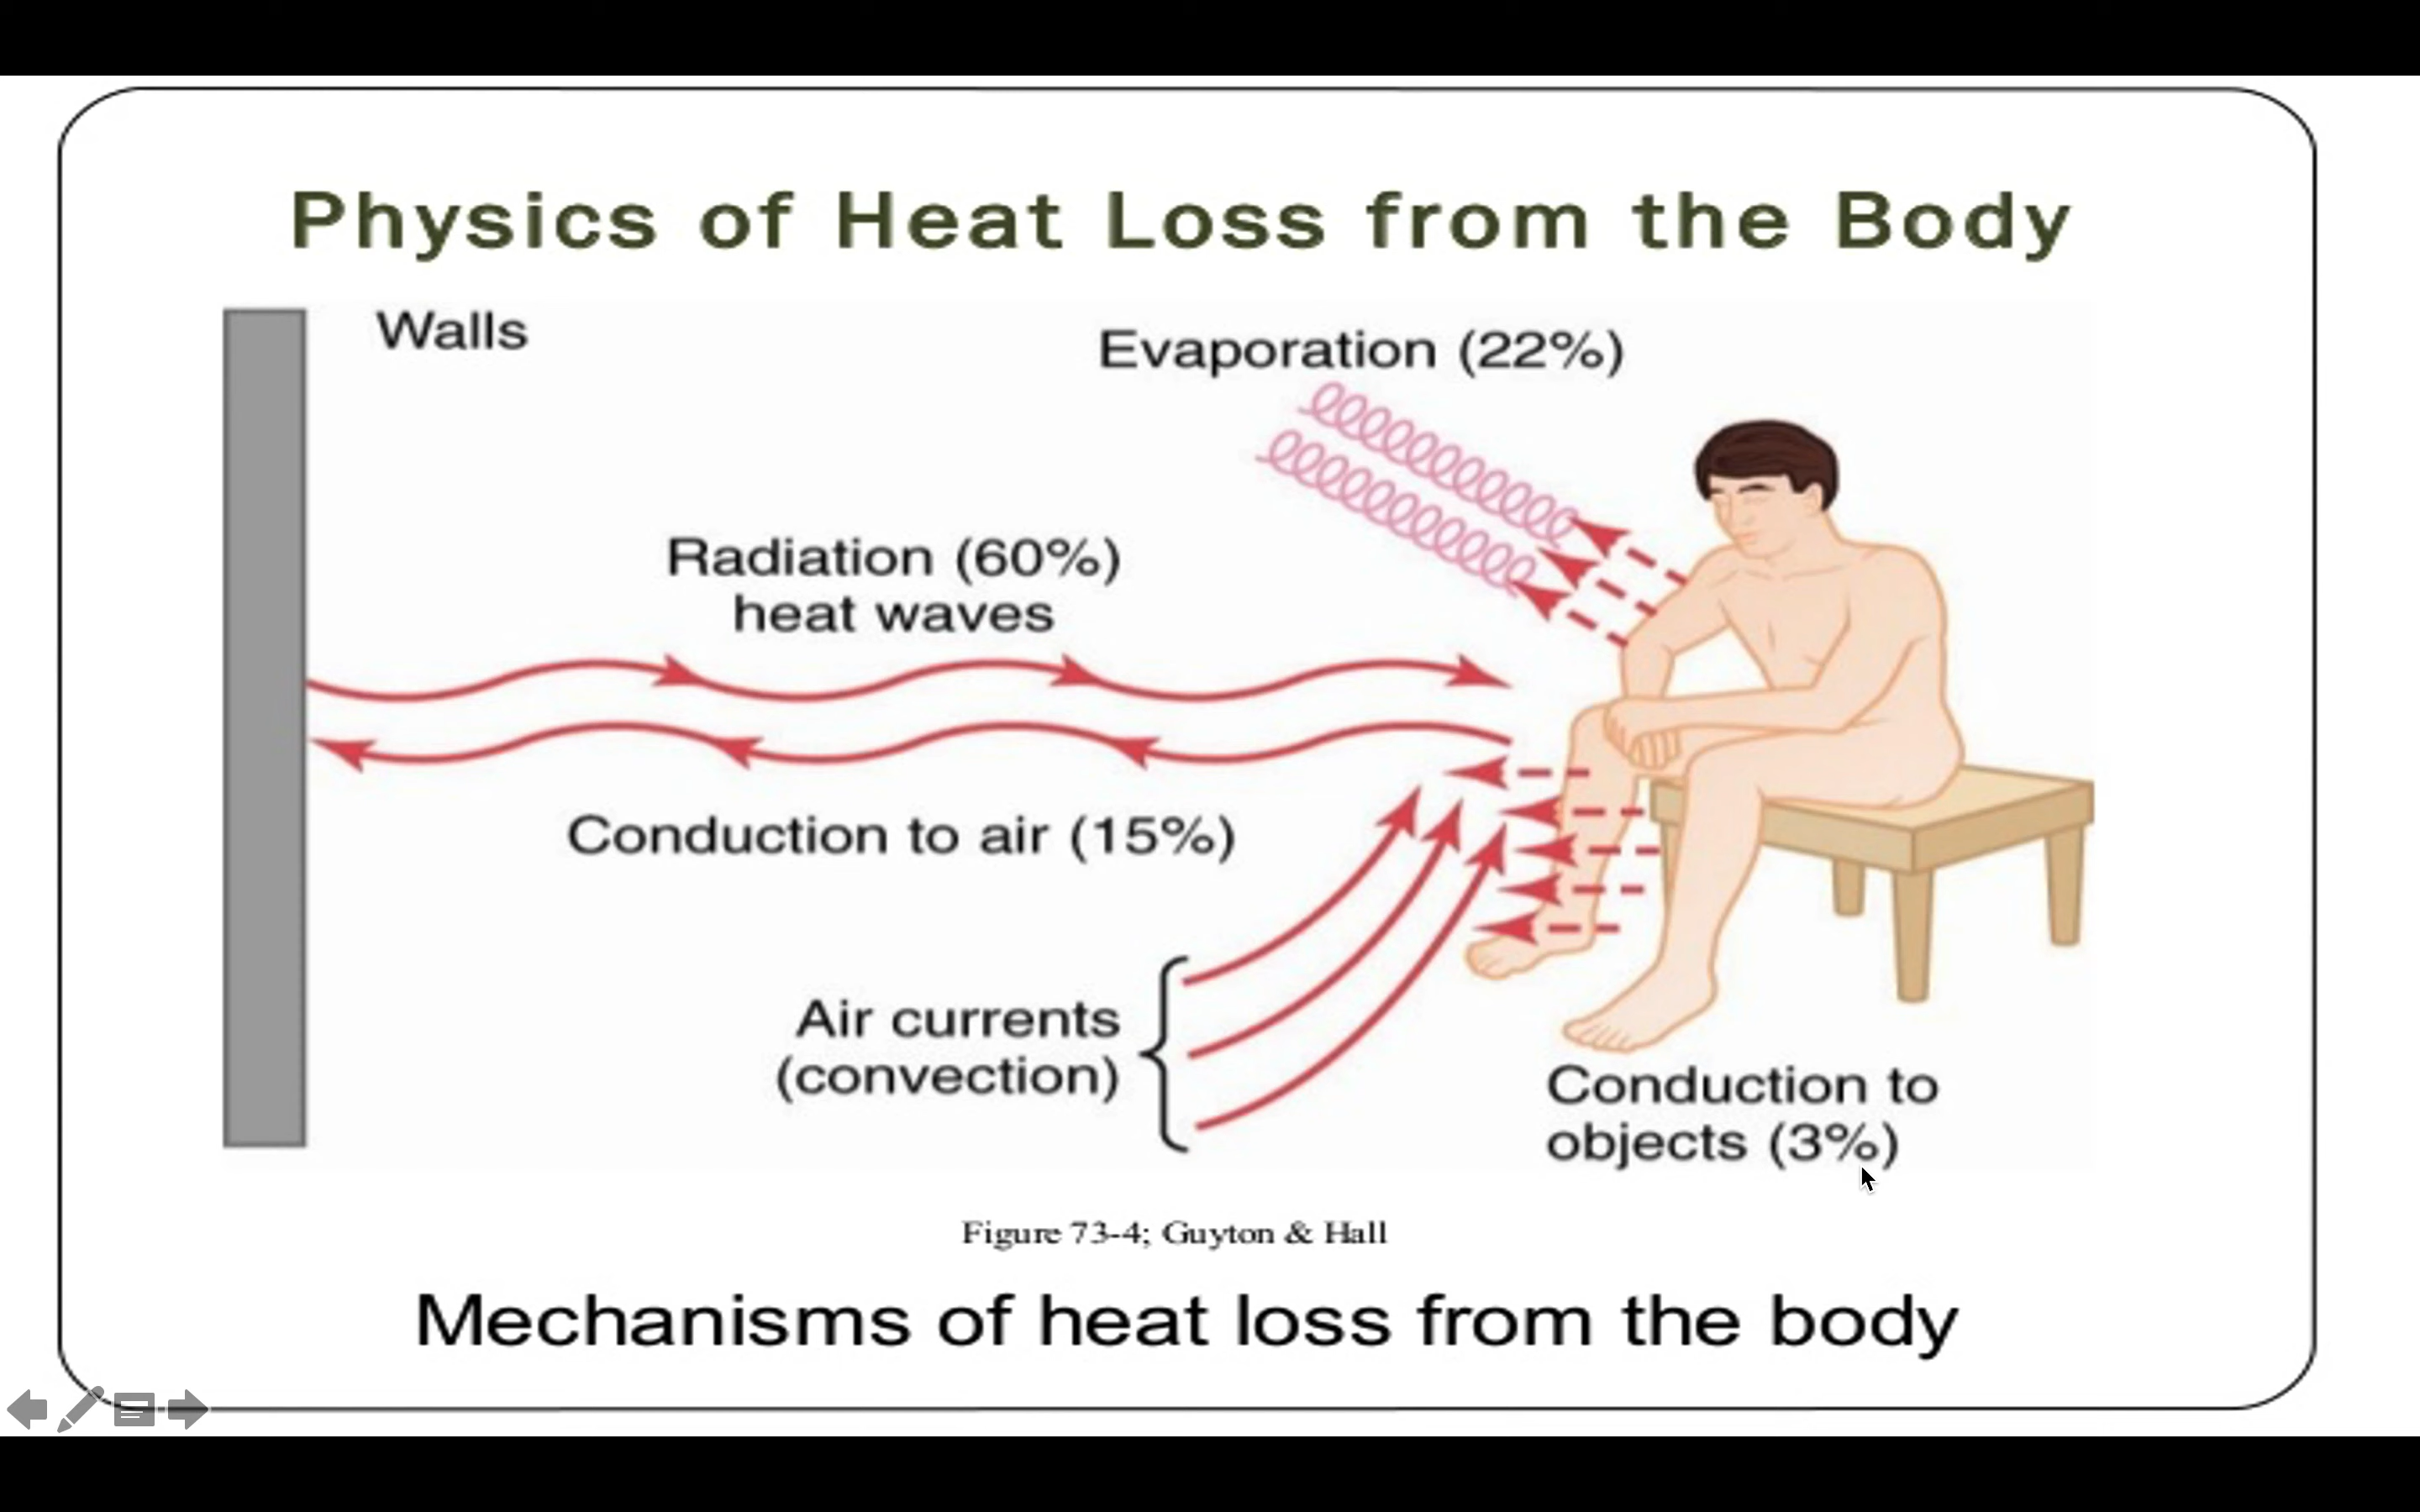 Physics of Heat Loss from the Body
Walls
Evaporation (22%)
Radiation (60%)
heat waves
Conduction to air (15%)
Air currents
(convection)
Conduction to
objects (3%)
Figure 73-4; Guyton & Hall
Mechanisms of heat loss from the body